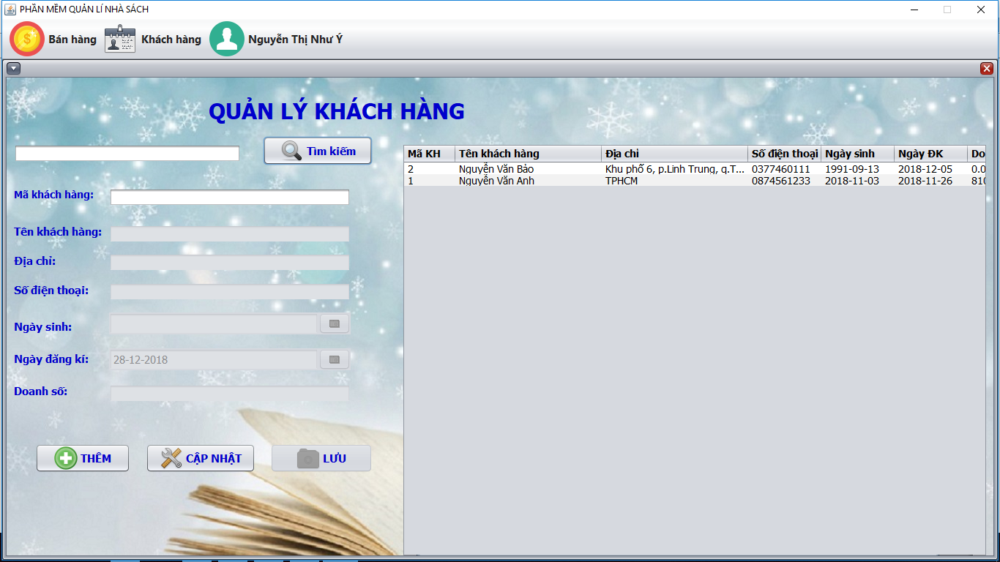 PHẦN MỀM QUẢN LÍ NHÀ SÁCH
Bán hàng Khách hàng Nguyễn Thị Như Ý
QUẢN LÝ KHÁCH HÀNG
Tìm kiếm
Mã khách hàng:
Tên khách hàng:
Địa chỉ:
Số điện thoại:
Ngày sinh:
Ngày đăng kí: 28-12-2018
Doanh số:
THÊM CẬP NHẬT LƯU
Mã KH Tên khách hàng Địa chỉ Số điện thoại Ngày sinh Ngày ĐK
2 Nguyễn Văn Bảo Khu phố 6, p.Linh Trung, q.T... 0377460111 1991-09-13 2018-12-05 0.0
1 Nguyễn Văn Anh TPHCM 0874561233 2018-11-03 2018-11-26